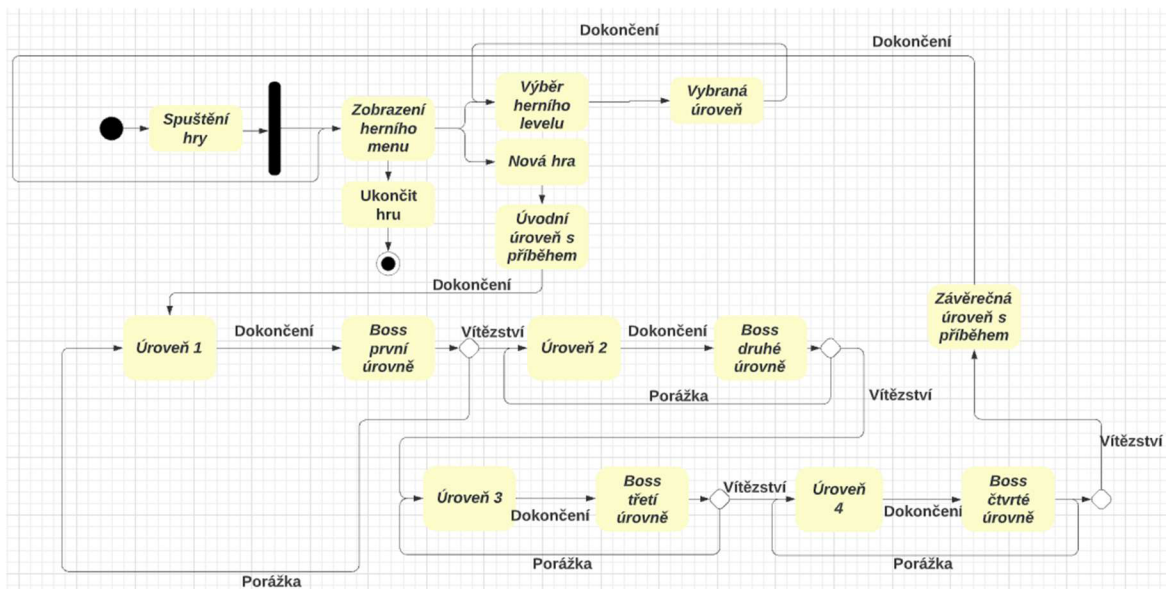 Dokončení
Dokončení
Spuštění
hry
Zobrazení
herního
menu
Výběr
herního
levelu
Vybraná
úroveň
Nová hra
Ukončit
hru
Úvodní
úroveň s
příběhem
Dokončení
Závěrečná
úroveň s
příběhem
Úroveň 1
Dokončení
Boss
první
úrovně
Vítězství
Úroveň 2
Dokončení
Boss
druhé
úrovně
Porážka
Vítězství
Vítězství
Úroveň 3
Dokončení
Boss
třetí
úrovně
Vítězství
Úroveň
4
Dokončení
Boss
čtvrté
úrovně
Porážka
Porážka
Porážka